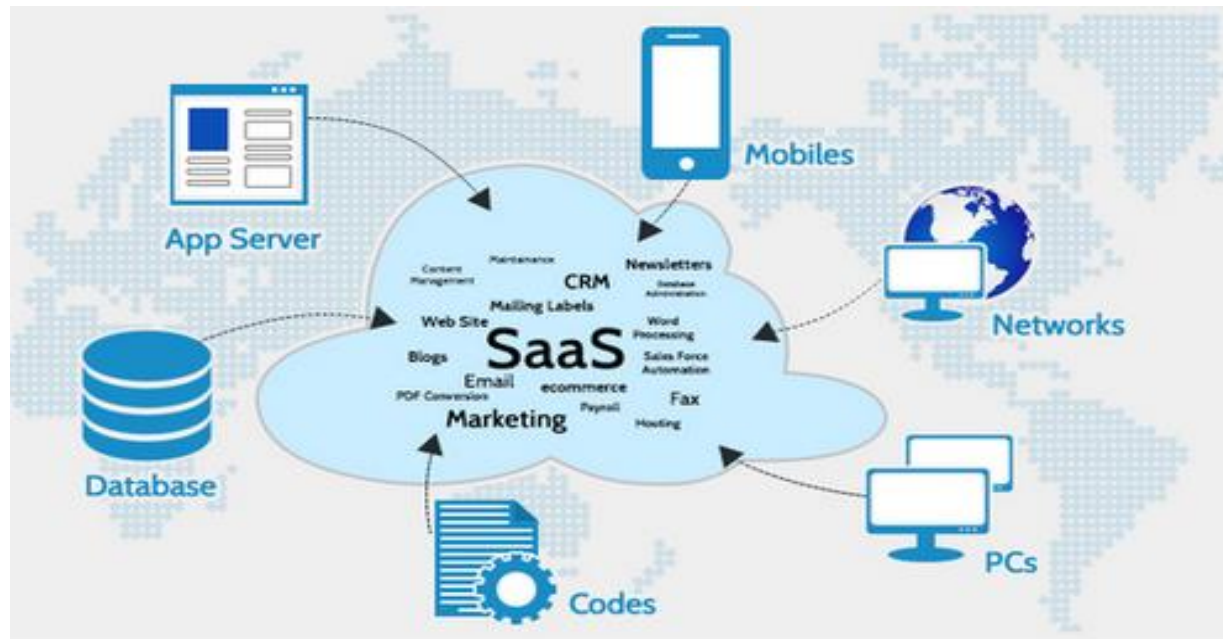 Mobiles
App Server
Networks
Database
PCs
Codes
Content
Management
Maintenance
CRM
Newsletters
Database
Administration
Mailing Labels
Web Site
Word
Processing
SaaS
Blogs
Sales Force
Automation
Email
ecommerce
PDF Conversion
Payroll
Fax
Marketing